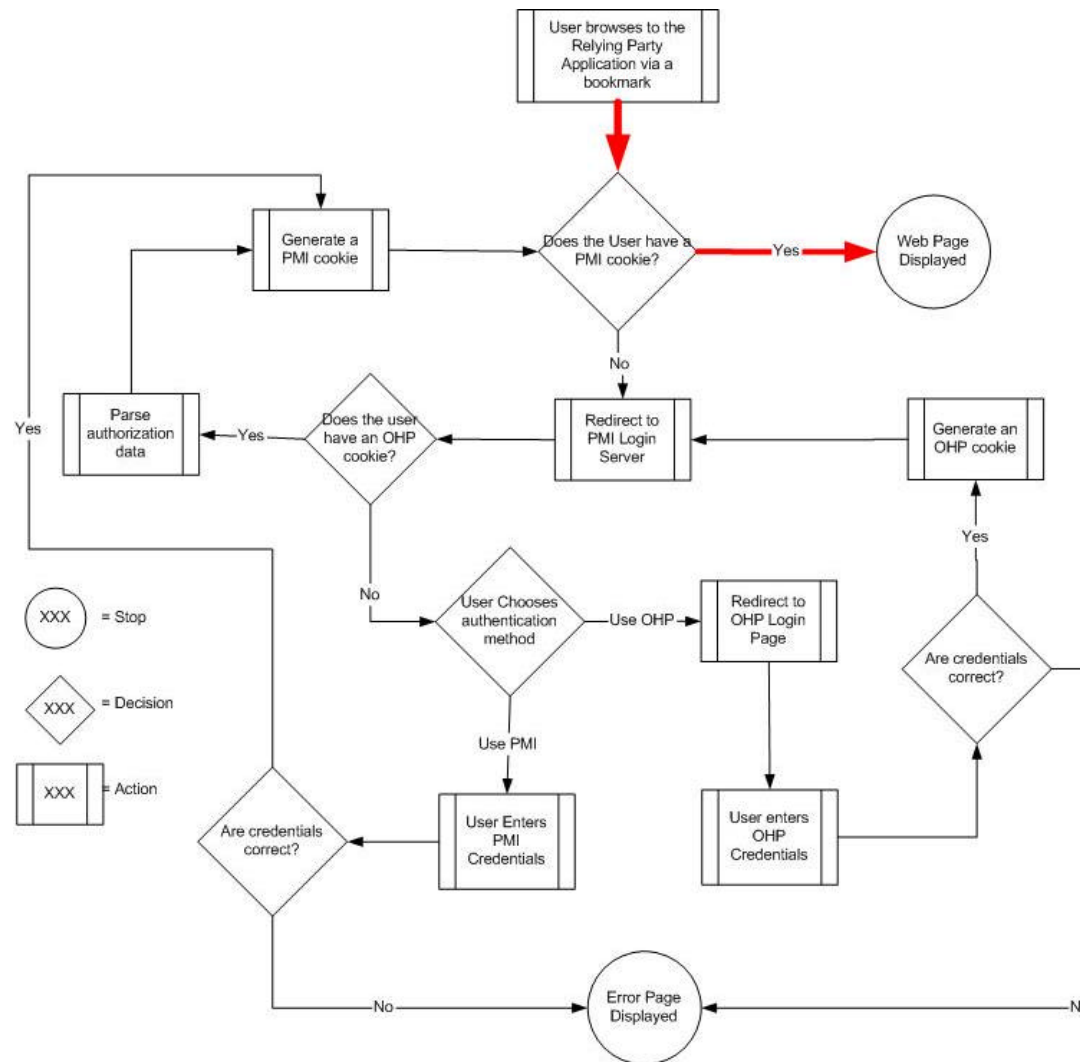 User browses to the
Relying Party
Application via a
bookmark
Generate a
PMI cookie
Does the User have a
PMI cookie?
Yes
Web Page
Displayed
No
Yes
Parse
authorization
data
Yes
Does the user
have an OHP
cookie?
Redirect to
PMI Login
Server
Generate an
OHP cookie
Yes
No
User Chooses
authentication
method
Use OHP
Redirect to
OHP Login
Page
Are credentials
correct?
XXX
= Stop
XXX
= Decision
XXX
= Action
Use PMI
Are credentials
correct?
User Enters
PMI
Credentials
User enters
OHP
Credentials
No
Error Page
Displayed
N